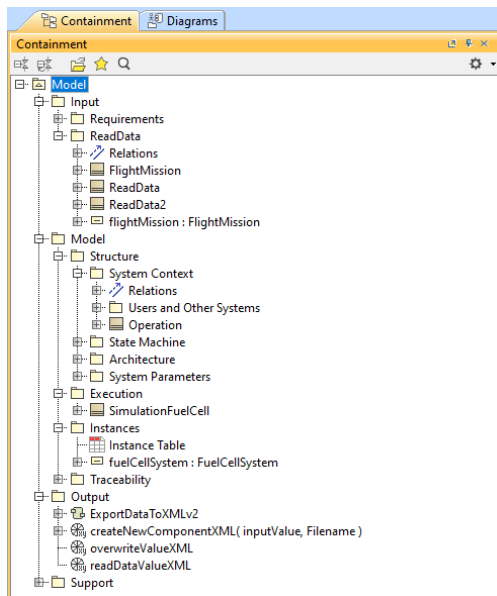 Containment
Diagrams
Containment
Model
Input
Requirements
ReadData
Relations
FlightMission
ReadData
ReadData2
flightMission : FlightMission
Model
Structure
System Context
Relations
Users and Other Systems
Operation
State Machine
Architecture
System Parameters
Execution
SimulationFuelCell
Instances
Instance Table
fuelCellSystem : FuelCellSystem
Traceability
Output
ExportDataToXMLv2
createNewComponentXML( inputValue, Filename )
overwriteValueXML
readDataValueXML
Support